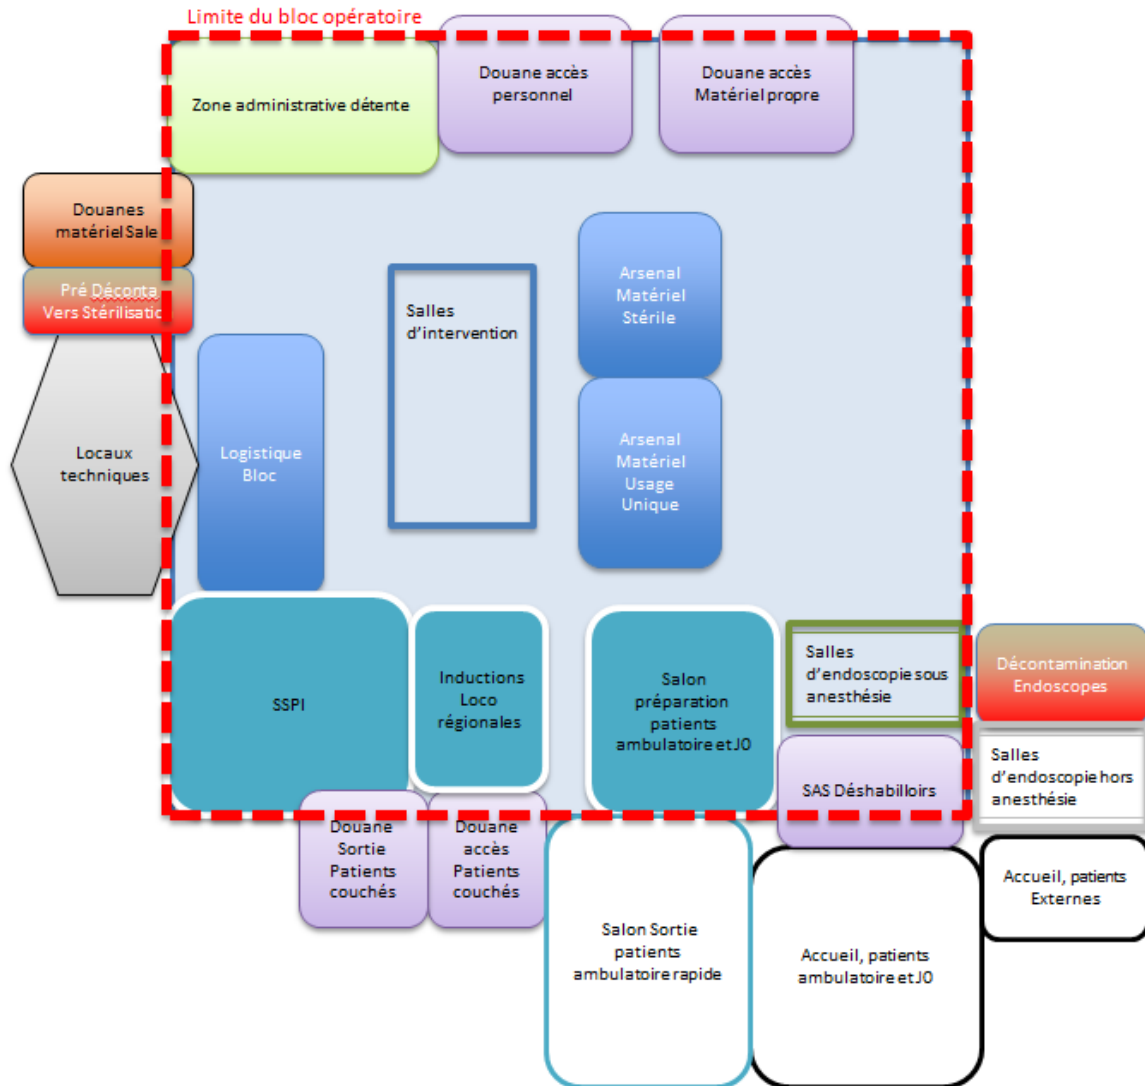 Limite du bloc opératoire
Zone administrative détente
Douane accès
personnel
Douane accès
Matériel propre
Douanes
matériel Sale
Pré Déconta
Vers Stérilisation
Locaux
techniques
Logistique
Bloc
Salles
d'intervention
Arsenal
Matériel
Stérile
Arsenal
Matériel
Usage
Unique
SSPI
Inductions
Loco
régionales
Salon
préparation
patients
ambulatoire et J0
Salles
d'endoscopie sous
anesthésie
Décontamination
Endoscopes
SAS Déshabilloirs
Salles
d'endoscopie hors
anesthésie
Douane
Sortie
Patients
couchés
Douane
accès
Patients
couchés
Salon Sortie
patients
ambulatoire rapide
Accueil, patients
ambulatoire et J0
Accueil, patients
Externes